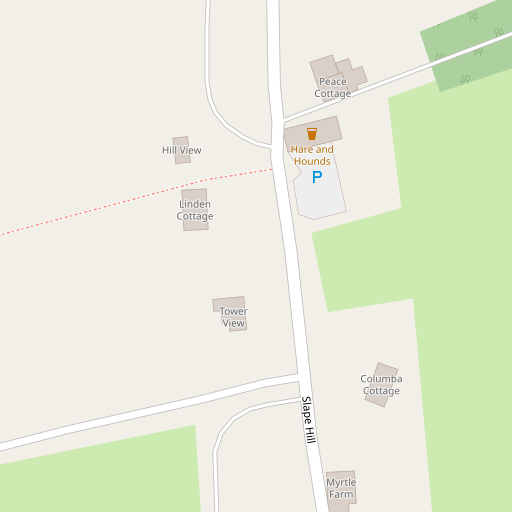 Peace
Cottage
Hare and
Hounds
P
Hill View
Linden
Cottage
Tower
View
Columba
Cottage
Slape Hill
Myrtle
Farm